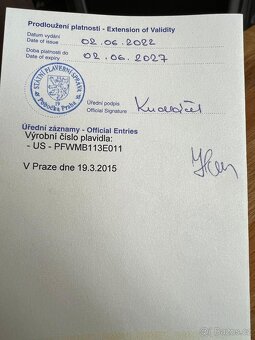 Prodloužení platnosti - Extension of Validity
Datum vydání
Date of issue
02.06.2022
Doba platnosti do
Date of expiry
02.06.2027
STÁTNÍ PLAVEBNÍ SPRÁVA
Pobočka Praha
Úřední podpis
Official Signature
Úřední záznamy - Official Entries
Výrobní číslo plavidla:
- US - PFWMB113E011
V Praze dne 19.3.2015